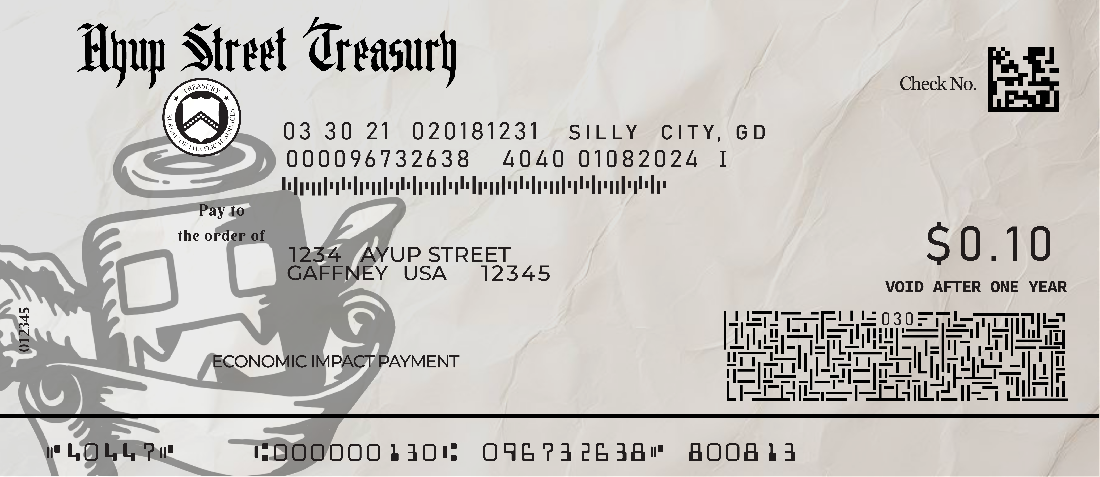 Ayup Street Treasury
Check No.
TREASURY
03 30 21 020181231 SILLY CITY, GD
000096732638 4040 01082024 I
Pay to
the order of
1234 AYUP STREET
GAFFNEY USA 12345
$0.10
VOID AFTER ONE YEAR
030
012345
ECONOMIC IMPACT PAYMENT
⑈40447⑈ ⑆000000130⑆ 096732638⑈ 800813